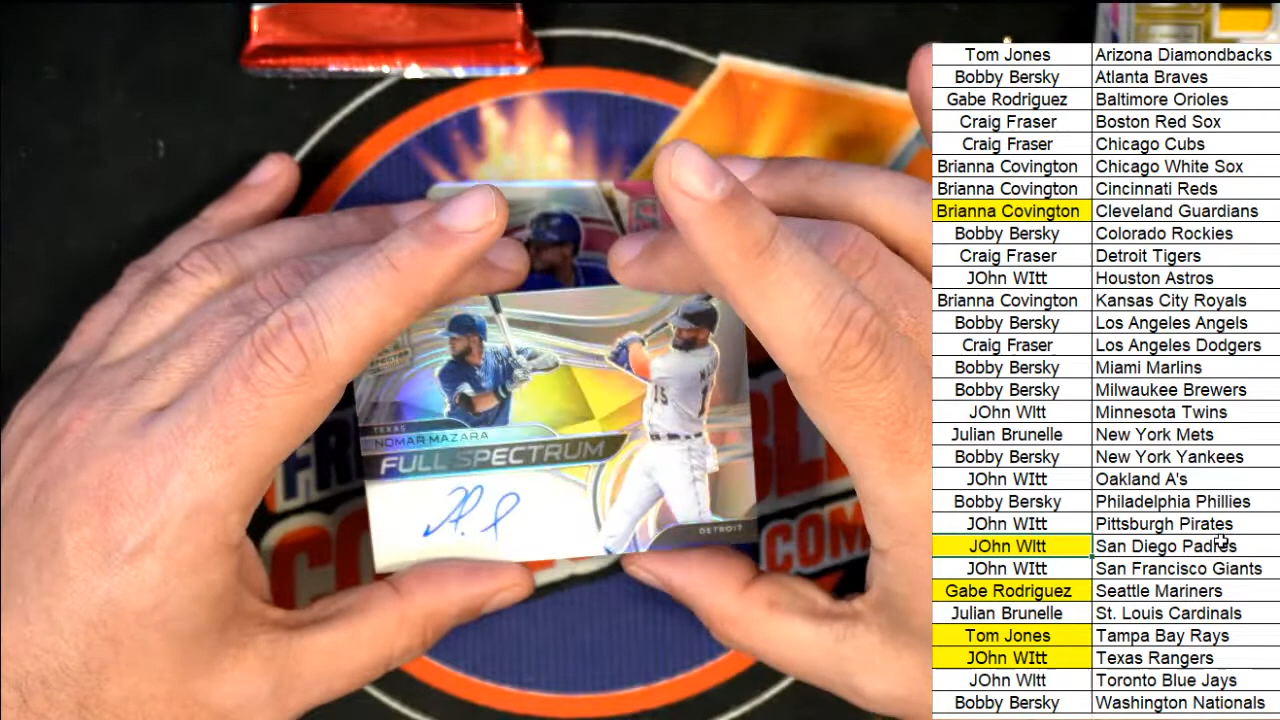 Tom Jones Arizona Diamondbacks
Bobby Bersky Atlanta Braves
Gabe Rodriguez Baltimore Orioles
Craig Fraser Boston Red Sox
Craig Fraser Chicago Cubs
Brianna Covington Chicago White Sox
Brianna Covington Cincinnati Reds
Brianna Covington Cleveland Guardians
Bobby Bersky Colorado Rockies
Craig Fraser Detroit Tigers
JOhn WItt Houston Astros
Brianna Covington Kansas City Royals
Bobby Bersky Los Angeles Angels
Craig Fraser Los Angeles Dodgers
Bobby Bersky Miami Marlins
Bobby Bersky Milwaukee Brewers
JOhn WItt Minnesota Twins
Julian Brunelle New York Mets
Bobby Bersky New York Yankees
JOhn WItt Oakland A's
Bobby Bersky Philadelphia Phillies
JOhn WItt Pittsburgh Pirates
JOhn WItt San Diego Padres
JOhn WItt San Francisco Giants
Gabe Rodriguez Seattle Mariners
Julian Brunelle St. Louis Cardinals
Tom Jones Tampa Bay Rays
JOhn WItt Texas Rangers
JOhn WItt Toronto Blue Jays
Bobby Bersky Washington Nationals
TEXAS
NOMAR MAZARA
FULL SPECTRUM
DETROIT
15